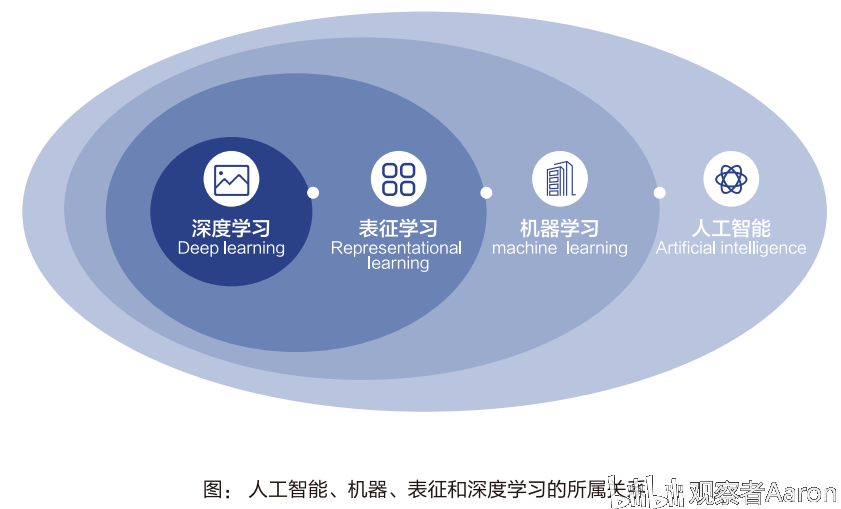 深度学习
Deep learning
表征学习
Representational
learning
机器学习
machine learning
人工智能
Artificial intelligence
图： 人工智能、机器、表征和深度学习的所属关
bilibili 观察者Aaron